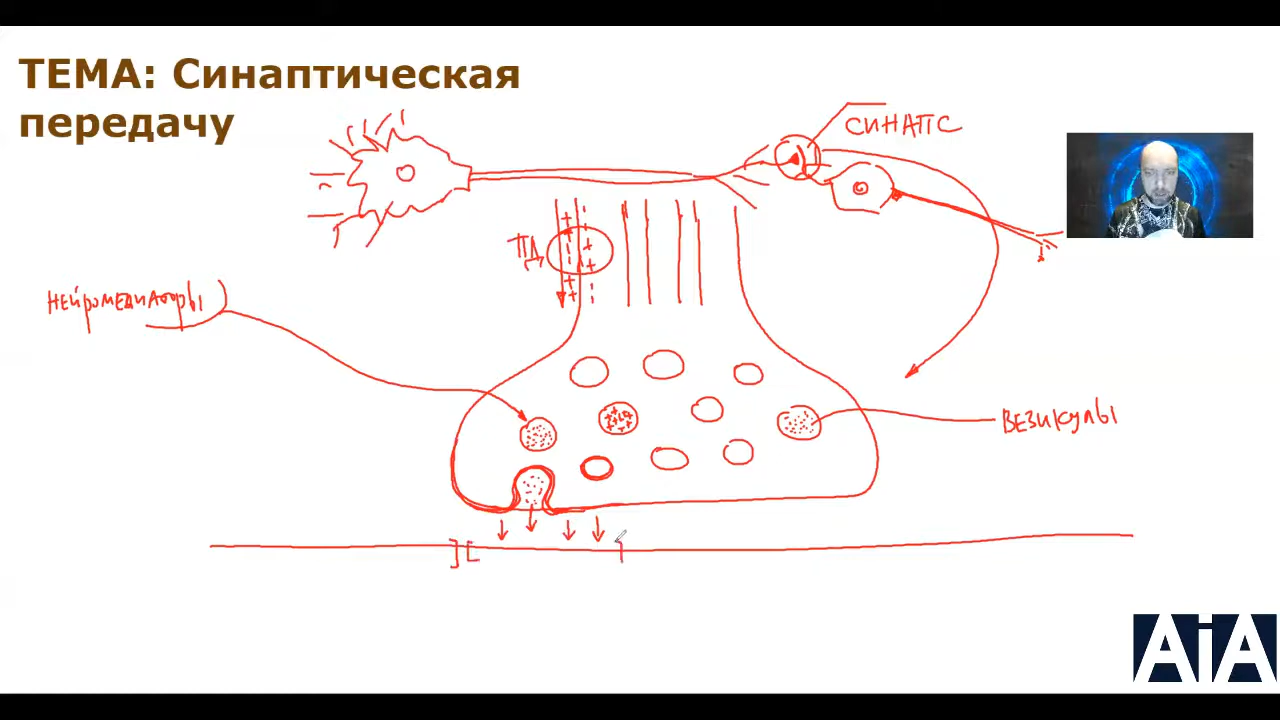 ТЕМА: Синаптическая
передачу
СИНАПС
ПД
нейромедиаторы
ВЕЗИКУЛЫ
AiA